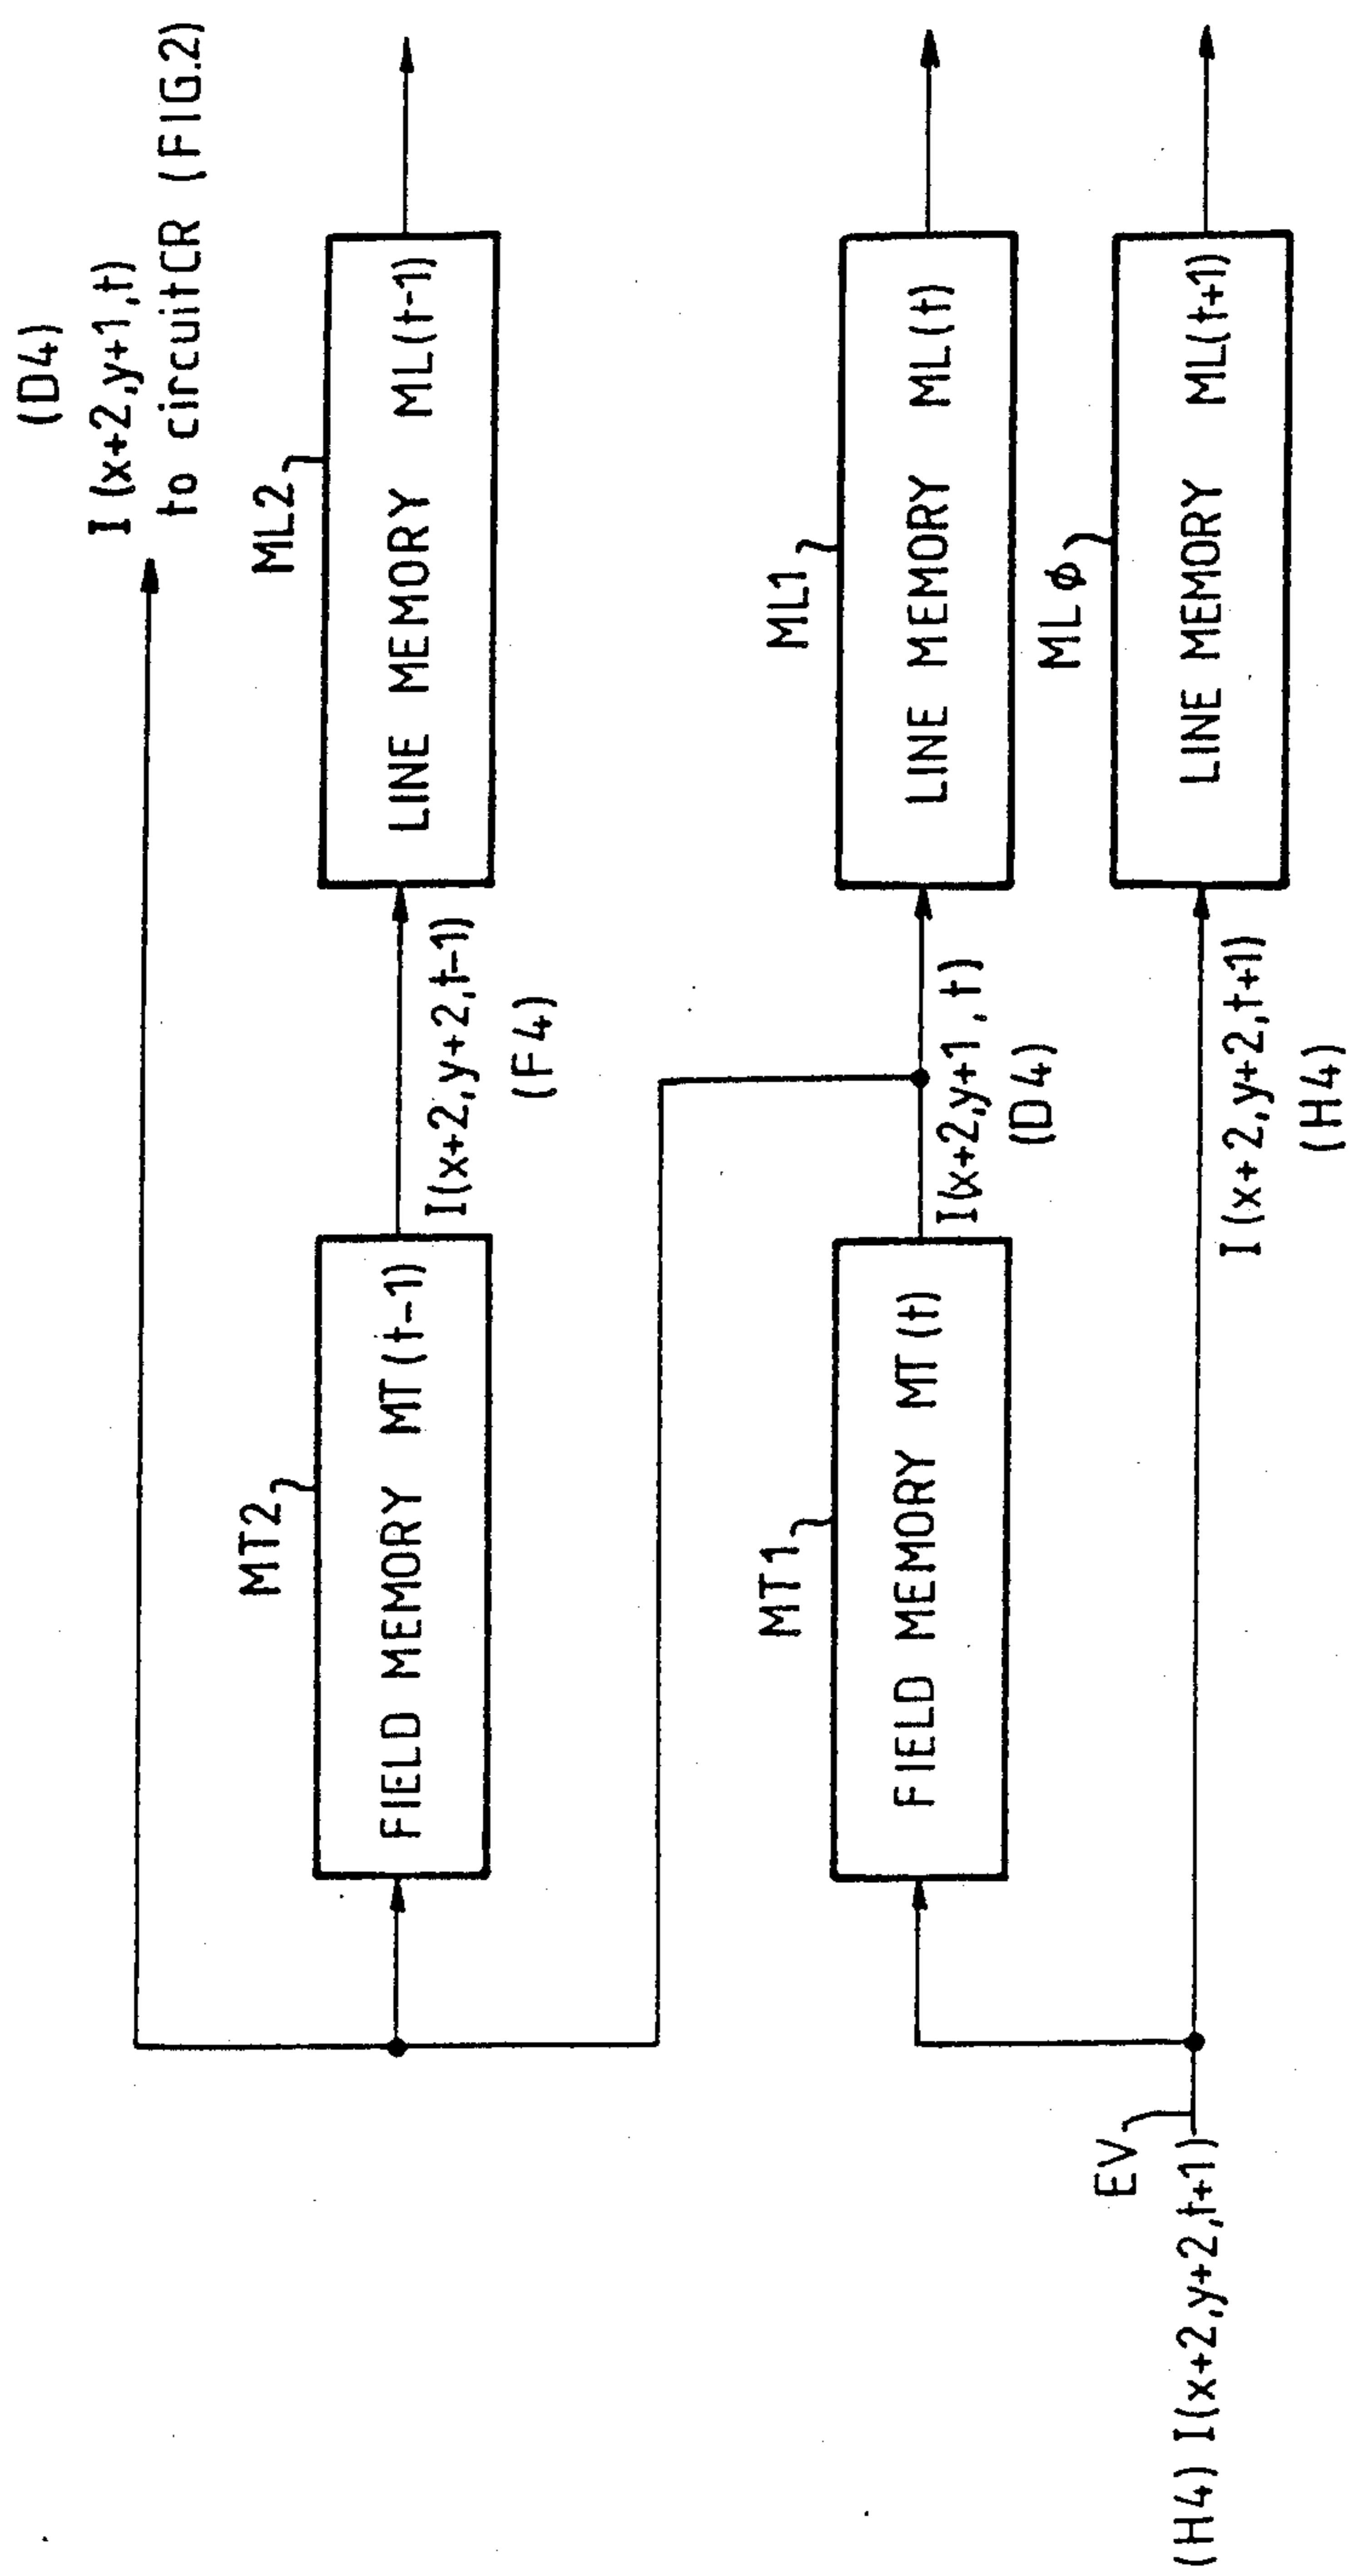 (D4)
I(x+2,y+1,t)
to circuitCR (FIG.2)
MT2
FIELD MEMORY MT(t-1)
I(x+2,y+2,t-1)
(F4)
ML2
LINE MEMORY ML(t-1)
MT1
FIELD MEMORY MT(t)
I(x+2,y+1,t)
(D4)
ML1
LINE MEMORY ML(t)
EV
(H4) I(x+2,y+2,t+1)
I(x+2,y+2,t+1)
(H4)
MLϕ
LINE MEMORY ML(t+1)